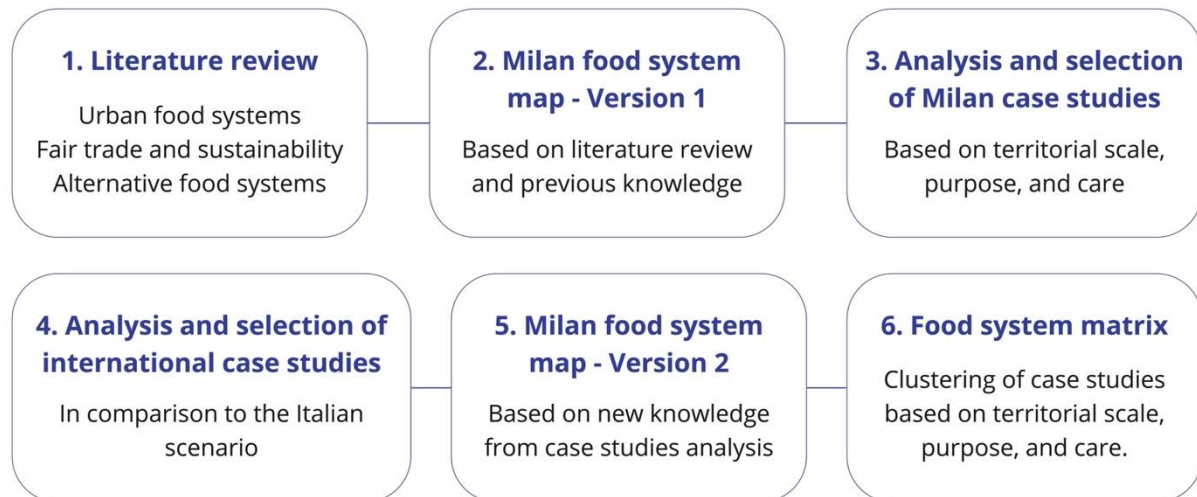 1. Literature review
Urban food systems
Fair trade and sustainability
Alternative food systems
2. Milan food system
map - Version 1
Based on literature review
and previous knowledge
3. Analysis and selection
of Milan case studies
Based on territorial scale,
purpose, and care
4. Analysis and selection of
international case studies
In comparison to the Italian
scenario
5. Milan food system
map - Version 2
Based on new knowledge
from case studies analysis
6. Food system matrix
Clustering of case studies
based on territorial scale,
purpose, and care.